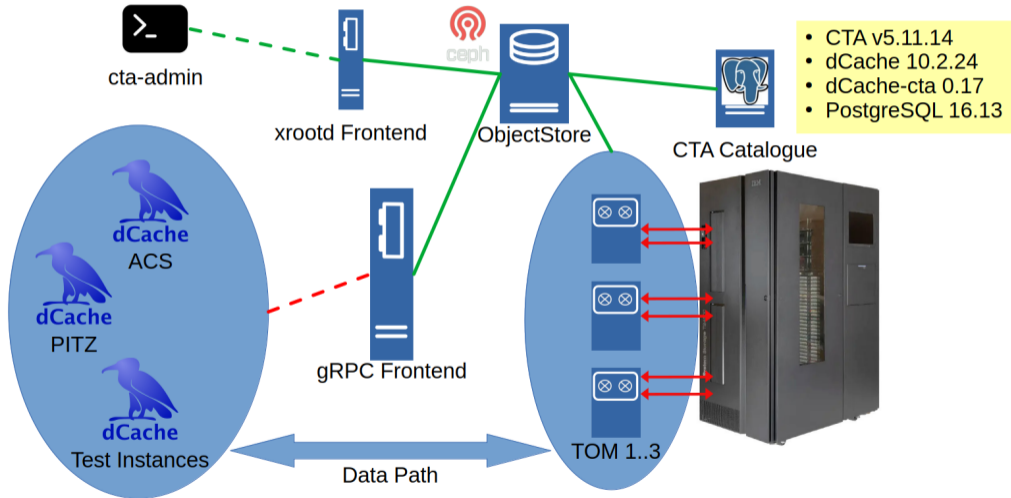 cta-admin
xrootd Frontend
ceph
ObjectStore
CTA Catalogue
• CTA v5.11.14
• dCache 10.2.24
• dCache-cta 0.17
• PostgreSQL 16.13
dCache
ACS
dCache
PITZ
dCache
Test Instances
gRPC Frontend
Data Path
TOM 1..3